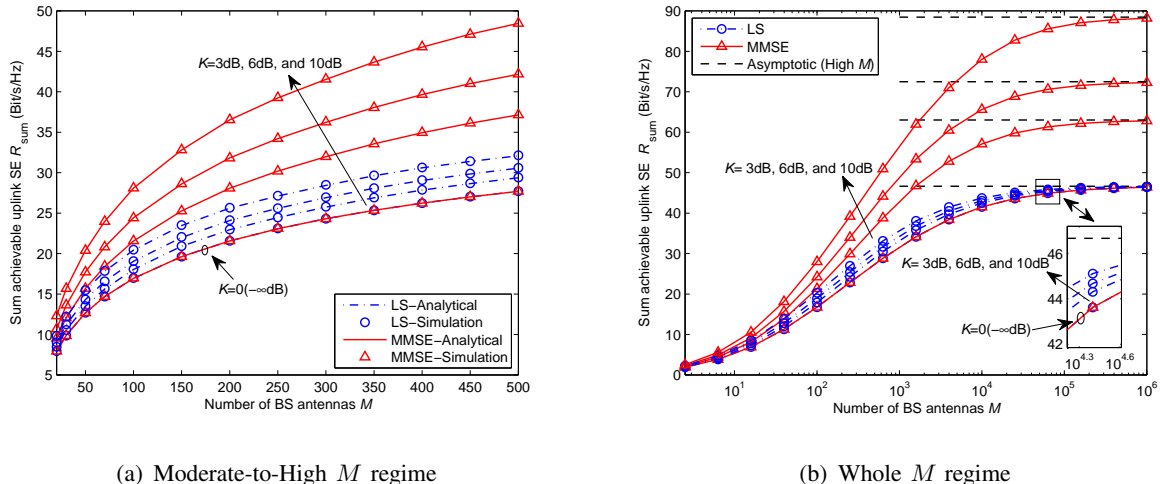 50
45
40
35
30
25
20
15
10
5
Sum achievable uplink SE R_sum (Bit/s/Hz)
K=3dB, 6dB, and 10dB
K=0(−∞dB)
LS−Analytical
LS−Simulation
MMSE−Analytical
MMSE−Simulation
50 100 150 200 250 300 350 400 450 500
Number of BS antennas M
(a) Moderate-to-High M regime
90
80
70
60
50
40
30
20
10
0
Sum achievable uplink SE R_sum (Bit/s/Hz)
LS
MMSE
Asymptotic (High M)
K= 3dB, 6dB, and 10dB
K= 3dB, 6dB, and 10dB
K=0(−∞dB)
46
44
42
10^4.3 10^4.6
10^1 10^2 10^3 10^4 10^5 10^6
Number of BS antennas M
(b) Whole M regime